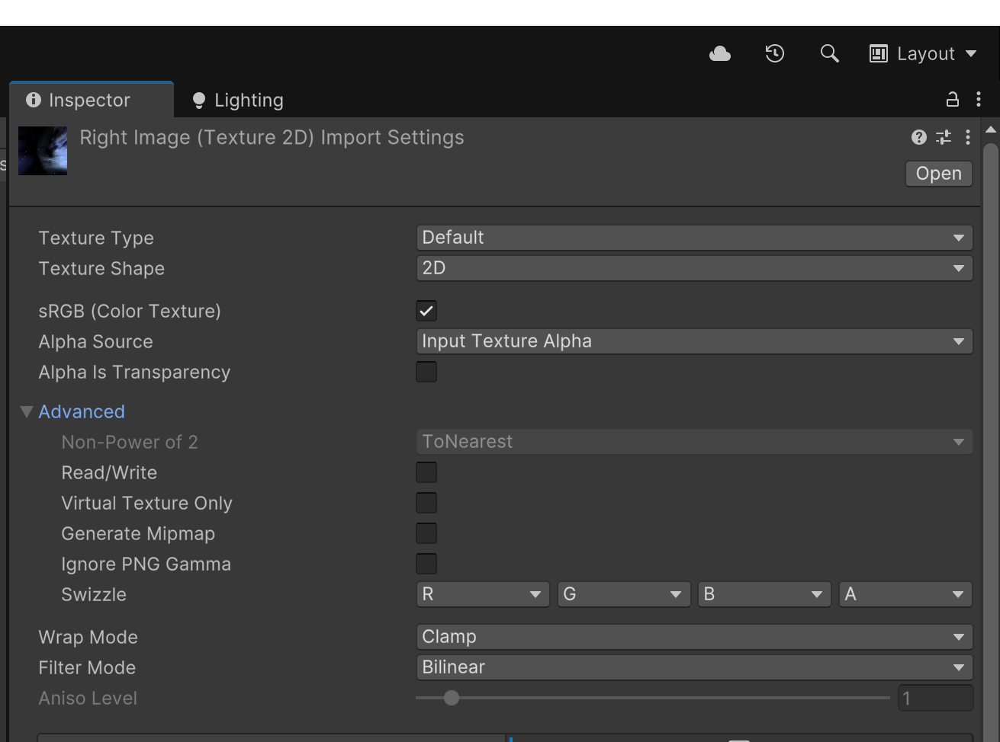 Layout
Inspector
Lighting
Right Image (Texture 2D) Import Settings
Open
Texture Type Default
Texture Shape 2D
sRGB (Color Texture)
Alpha Source Input Texture Alpha
Alpha Is Transparency
Advanced
Non-Power of 2 ToNearest
Read/Write
Virtual Texture Only
Generate Mipmap
Ignore PNG Gamma
Swizzle R G B A
Wrap Mode Clamp
Filter Mode Bilinear
Aniso Level 1